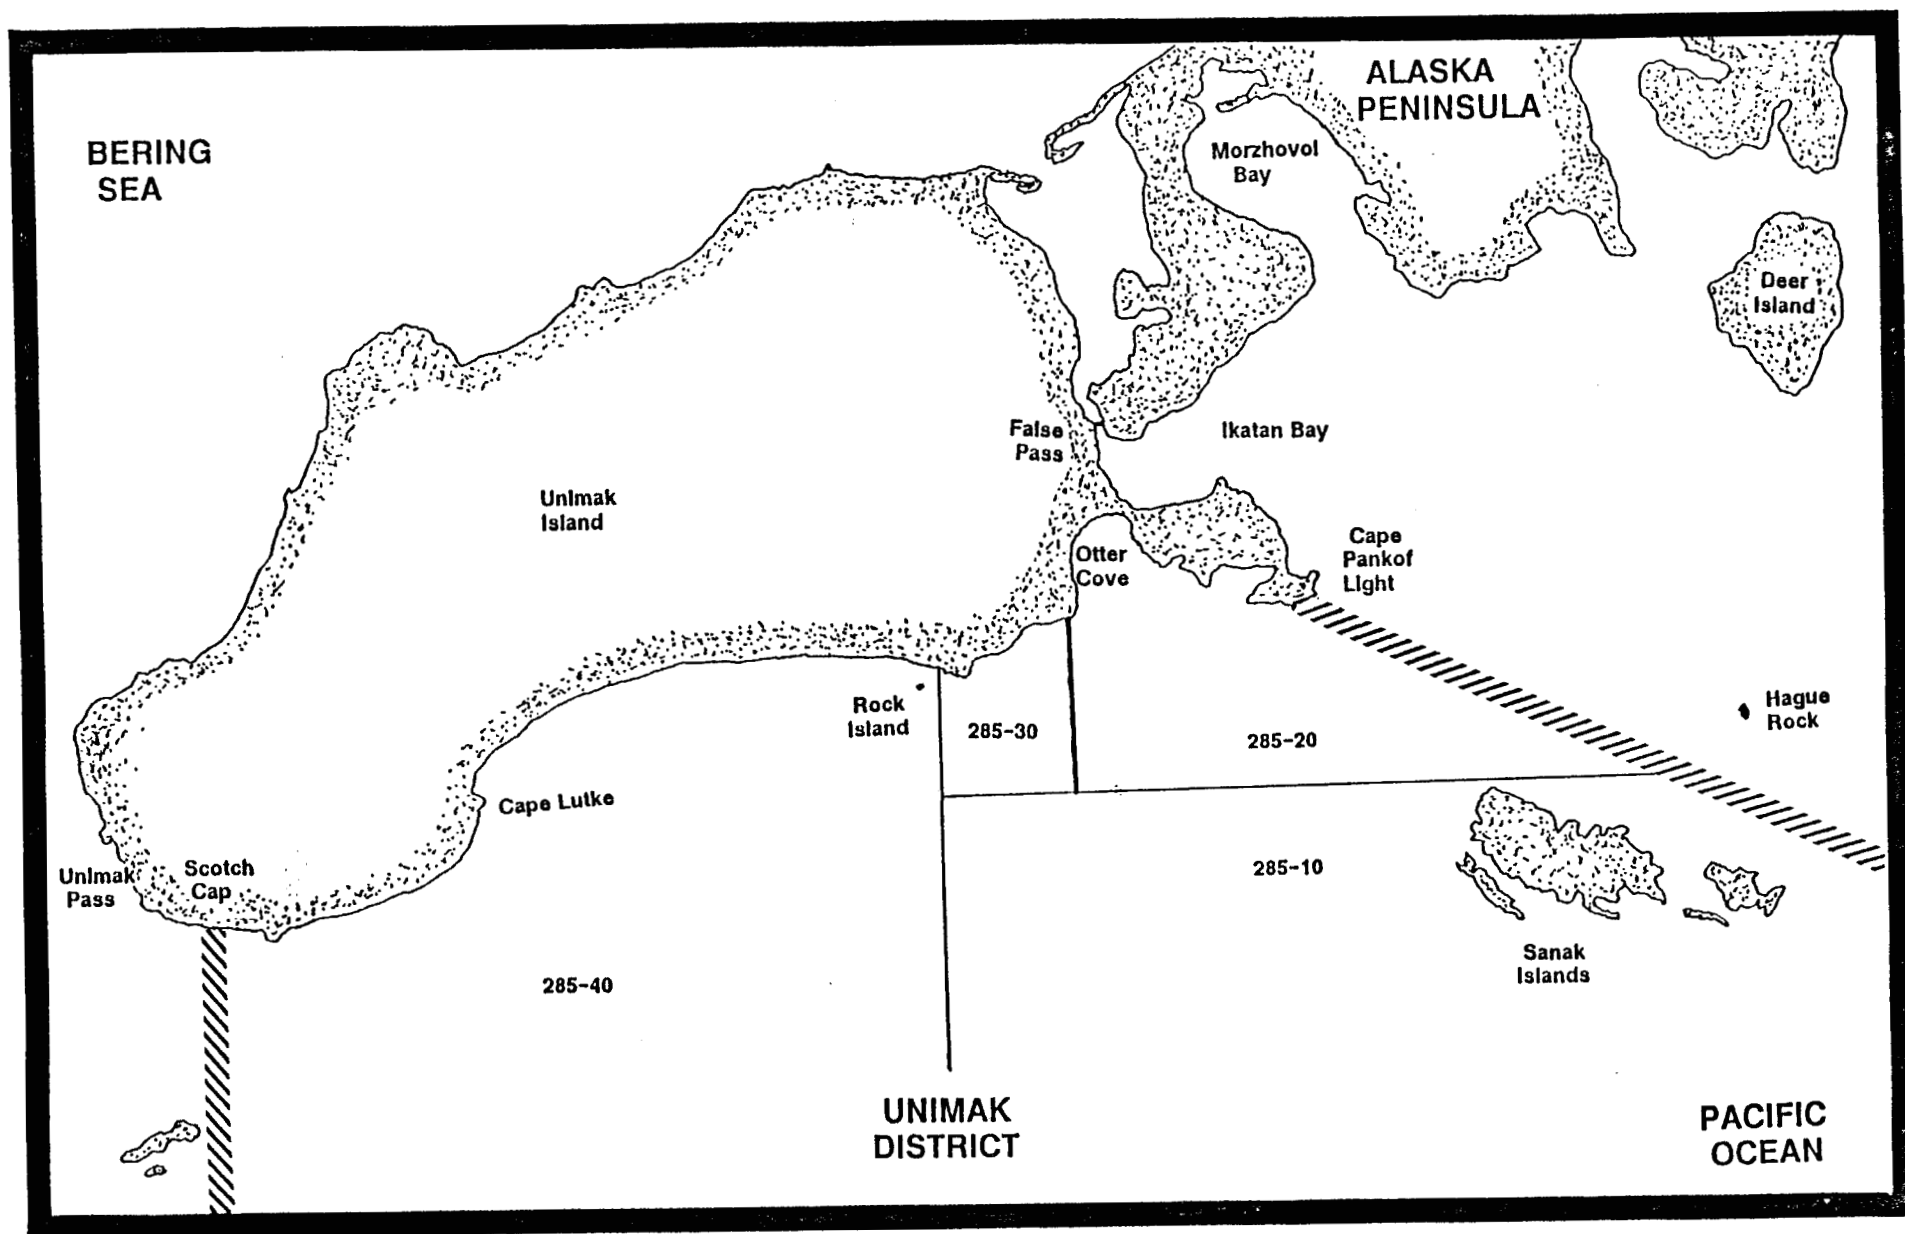 ALASKA
PENINSULA
BERING
SEA
Morzhovoi
Bay
Deer
Island
False
Pass
Ikatan Bay
Unimak
Island
Otter
Cove
Cape
Pankof
Light
Rock
Island
285-30
285-20
Hague
Rock
Cape Lutke
Unimak
Pass
Scotch
Cap
285-10
285-40
Sanak
Islands
UNIMAK
DISTRICT
PACIFIC
OCEAN